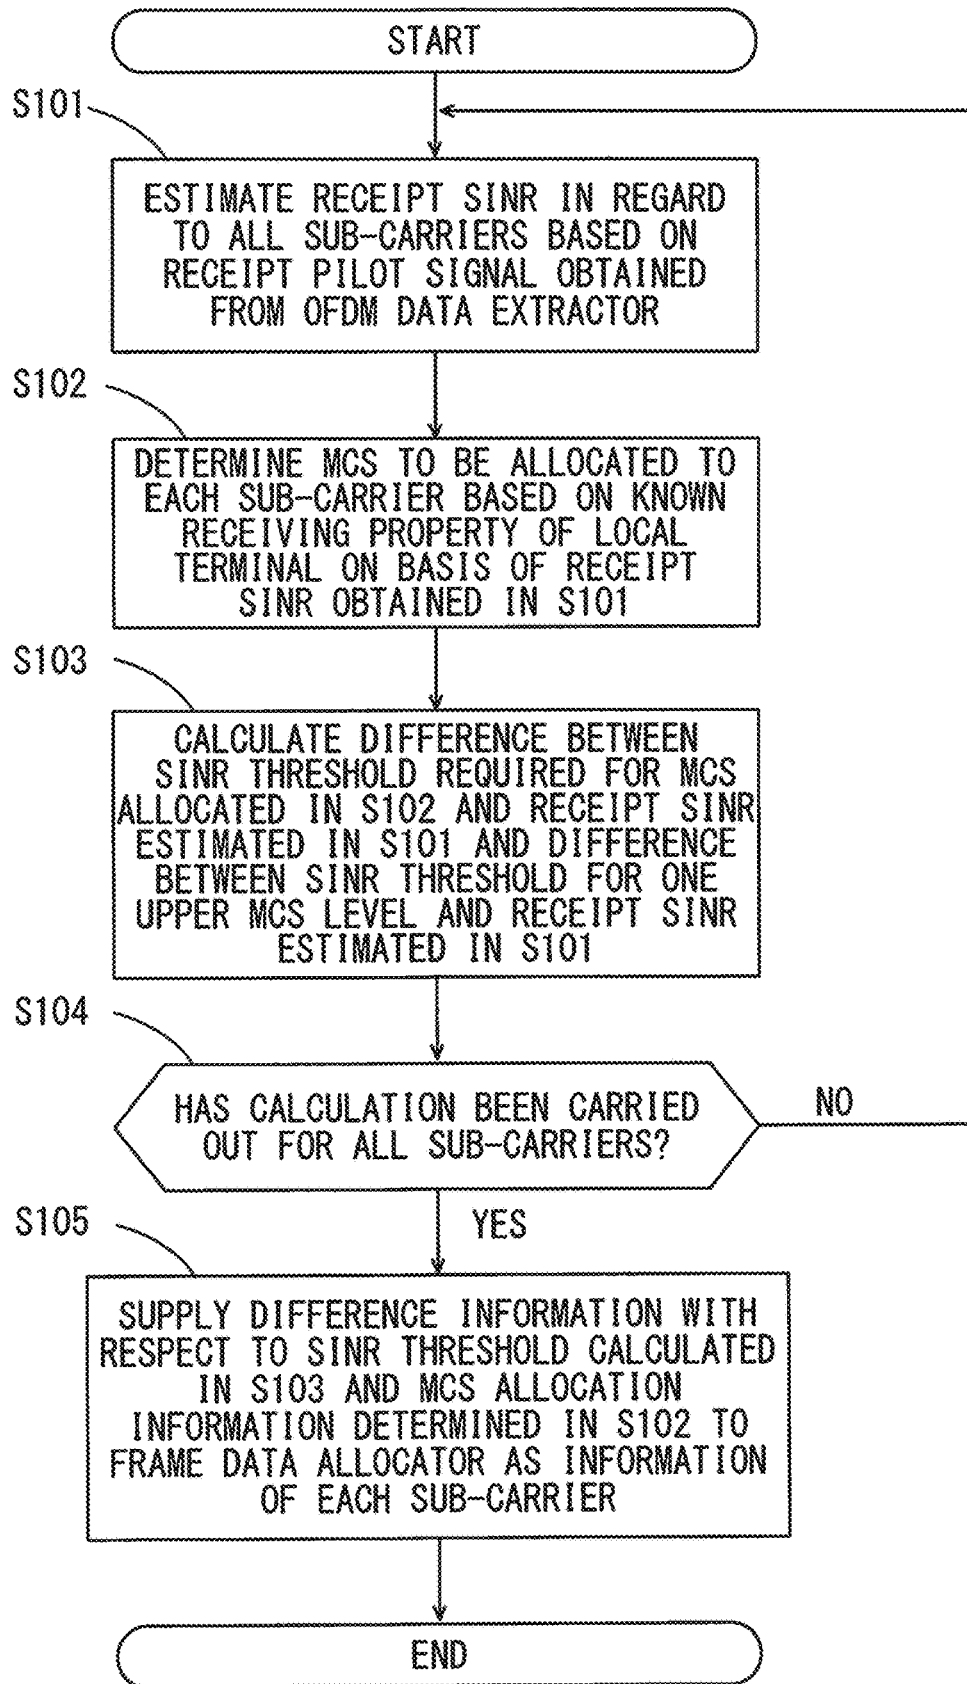 START
S101
ESTIMATE RECEIPT SINR IN REGARD
TO ALL SUB-CARRIERS BASED ON
RECEIPT PILOT SIGNAL OBTAINED
FROM OFDM DATA EXTRACTOR
S102
DETERMINE MCS TO BE ALLOCATED TO
EACH SUB-CARRIER BASED ON KNOWN
RECEIVING PROPERTY OF LOCAL
TERMINAL ON BASIS OF RECEIPT
SINR OBTAINED IN S101
S103
CALCULATE DIFFERENCE BETWEEN
SINR THRESHOLD REQUIRED FOR MCS
ALLOCATED IN S102 AND RECEIPT SINR
ESTIMATED IN S101 AND DIFFERENCE
BETWEEN SINR THRESHOLD FOR ONE
UPPER MCS LEVEL AND RECEIPT SINR
ESTIMATED IN S101
S104
HAS CALCULATION BEEN CARRIED
OUT FOR ALL SUB-CARRIERS?
NO
YES
S105
SUPPLY DIFFERENCE INFORMATION WITH
RESPECT TO SINR THRESHOLD CALCULATED
IN S103 AND MCS ALLOCATION
INFORMATION DETERMINED IN S102 TO
FRAME DATA ALLOCATOR AS INFORMATION
OF EACH SUB-CARRIER
END